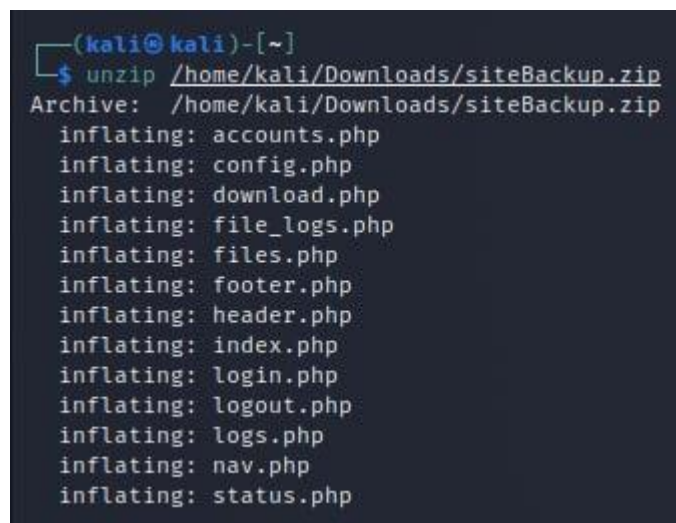 ┌──(kali㉿kali)-[~]
└─$ unzip /home/kali/Downloads/siteBackup.zip
Archive:  /home/kali/Downloads/siteBackup.zip
  inflating: accounts.php
  inflating: config.php
  inflating: download.php
  inflating: file_logs.php
  inflating: files.php
  inflating: footer.php
  inflating: header.php
  inflating: index.php
  inflating: login.php
  inflating: logout.php
  inflating: logs.php
  inflating: nav.php
  inflating: status.php